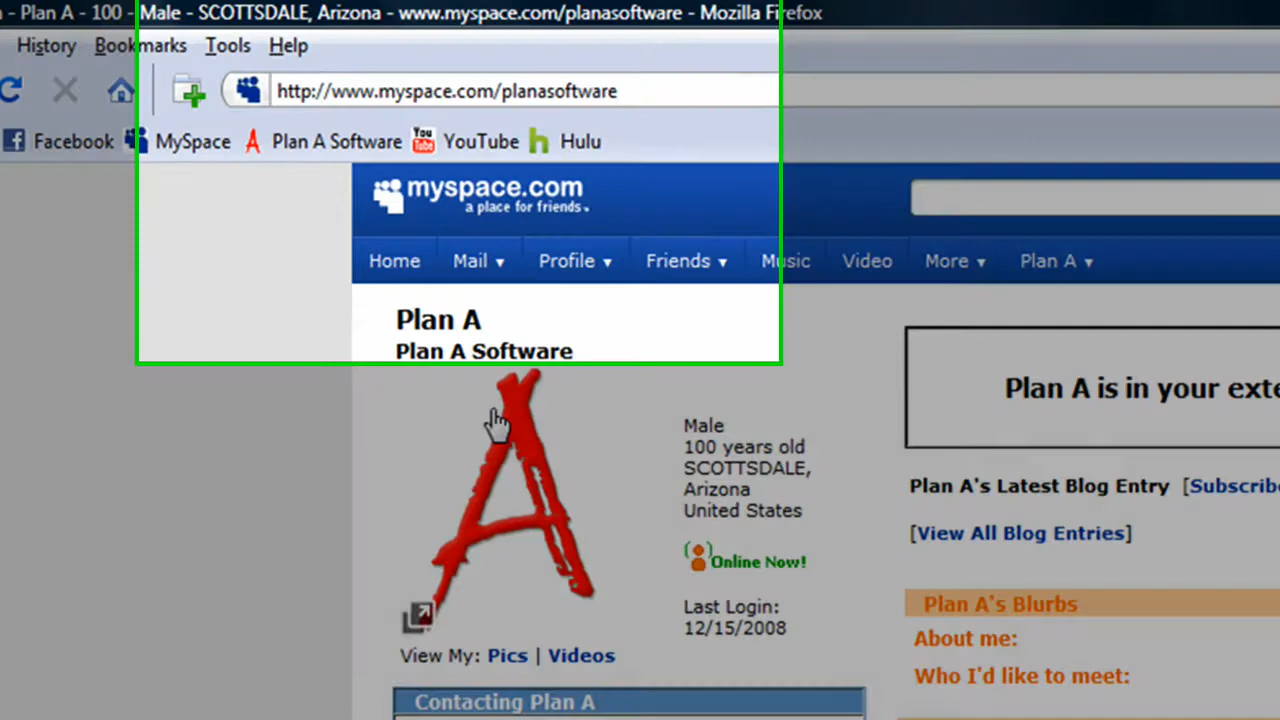 - Plan A - 100 - Male - SCOTTSDALE, Arizona - www.myspace.com/planasoftware - Mozilla Firefox
History Bookmarks Tools Help
http://www.myspace.com/planasoftware
Facebook MySpace Plan A Software You Tube YouTube h Hulu
myspace.com
a place for friends.
Home Mail Profile Friends Music Video More Plan A
Plan A
Plan A Software
Male
100 years old
SCOTTSDALE,
Arizona
United States
Online Now!
Last Login:
12/15/2008
View My: Pics | Videos
Contacting Plan A
Plan A is in your exte
Plan A's Latest Blog Entry [Subscribe
[View All Blog Entries]
Plan A's Blurbs
About me:
Who I'd like to meet: